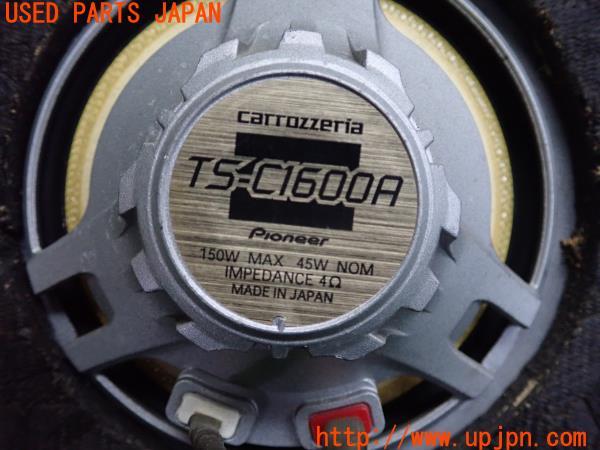 USED PARTS JAPAN
carrozzeria
TS-C1600A
Pioneer
150W MAX 45W NOM
IMPEDANCE 4Ω
MADE IN JAPAN
http://www.upjpn.com